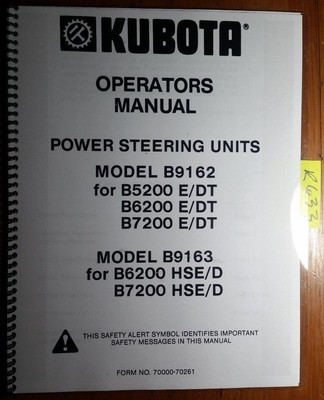 KUBOTA®
OPERATORS
MANUAL
POWER STEERING UNITS
MODEL B9162
for B5200 E/DT
B6200 E/DT
B7200 E/DT
MODEL B9163
for B6200 HSE/D
B7200 HSE/D
THIS SAFETY ALERT SYMBOL IDENTIFIES IMPORTANT
SAFETY MESSAGES IN THIS MANUAL
FORM NO. 70000-70261
R633